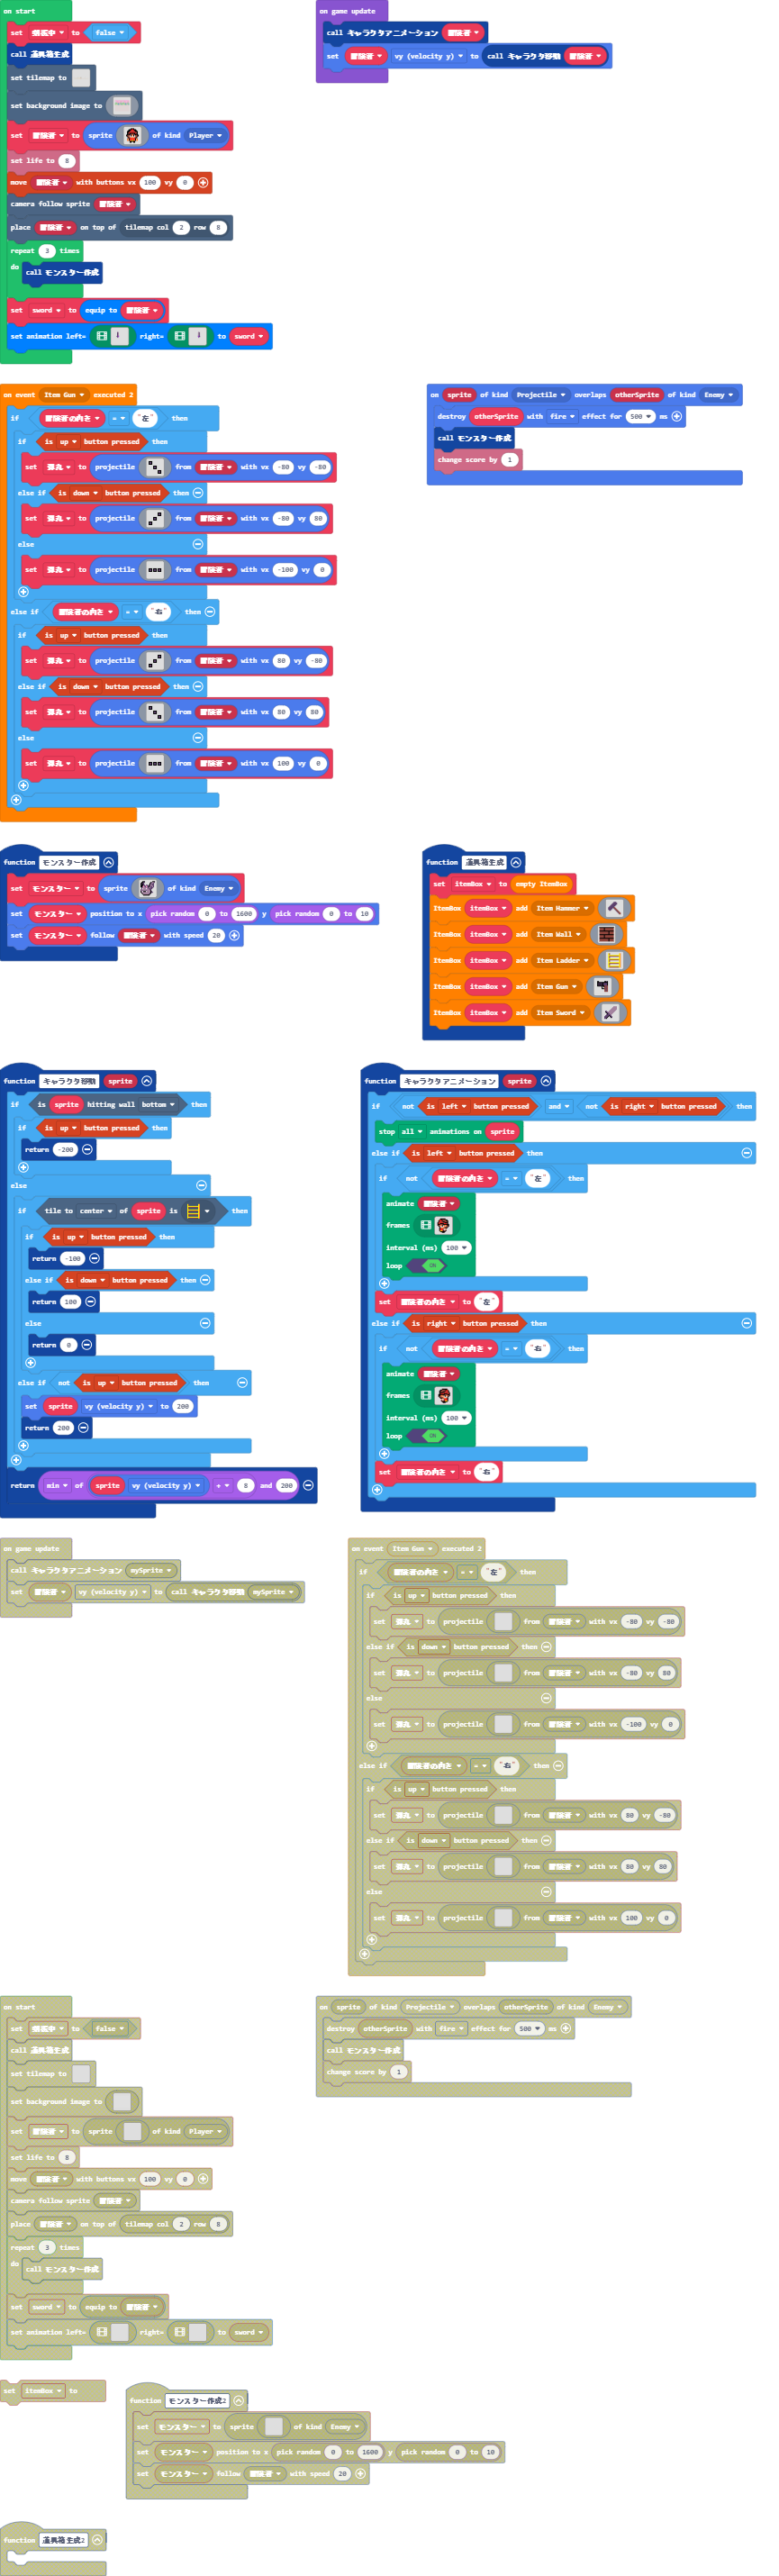 on start
set 掘削中 to false
call 道具箱生成
set tilemap to
set background image to
set 冒険者 to sprite of kind Player
set life to 8
move 冒険者 with buttons vx 100 vy 0
camera follow sprite 冒険者
place 冒険者 on top of tilemap col 2 row 8
repeat 3 times
do call モンスター作成
set sword to equip to 冒険者
set animation left= right= to sword
on game update
call キャラクタアニメーション 冒険者
set 冒険者 vy (velocity y) to call キャラクタ移動 冒険者
on event Item Gun executed 2
if 冒険者の向き = "左" then
if is up button pressed then
set 弾丸 to projectile from 冒険者 with vx -80 vy -80
else if is down button pressed then
set 弾丸 to projectile from 冒険者 with vx -80 vy 80
else
set 弾丸 to projectile from 冒険者 with vx -100 vy 0
else if 冒険者の向き = "右" then
if is up button pressed then
set 弾丸 to projectile from 冒険者 with vx 80 vy -80
else if is down button pressed then
set 弾丸 to projectile from 冒険者 with vx 80 vy 80
else
set 弾丸 to projectile from 冒険者 with vx 100 vy 0
on sprite of kind Projectile overlaps otherSprite of kind Enemy
destroy otherSprite with fire effect for 500 ms
call モンスター作成
change score by 1
function モンスター作成
set モンスター to sprite of kind Enemy
set モンスター position to x pick random 0 to 1600 y pick random 0 to 10
set モンスター follow 冒険者 with speed 20
function 道具箱生成
set itemBox to empty ItemBox
ItemBox itemBox add Item Hammer
ItemBox itemBox add Item Wall
ItemBox itemBox add Item Ladder
ItemBox itemBox add Item Gun
ItemBox itemBox add Item Sword
function キャラクタ移動 sprite
if is sprite hitting wall bottom then
if is up button pressed then
return -200
else
if tile to center of sprite is then
if is up button pressed then
return -100
else if is down button pressed then
return 100
else
return 0
else if not is up button pressed then
set sprite vy (velocity y) to 200
return 200
return min of sprite vy (velocity y) + 8 and 200
function キャラクタアニメーション sprite
if not is left button pressed and not is right button pressed then
stop all animations on sprite
else if is left button pressed then
if not 冒険者の向き = "左" then
animate 冒険者
frames
interval (ms) 100
loop ON
set 冒険者の向き to "左"
else if is right button pressed then
if not 冒険者の向き = "右" then
animate 冒険者
frames
interval (ms) 100
loop ON
set 冒険者の向き to "右"
on game update
call キャラクタアニメーション mySprite
set 冒険者 vy (velocity y) to call キャラクタ移動 mySprite
on event Item Gun executed 2
if 冒険者の向き = "左" then
if is up button pressed then
set 弾丸 to projectile from 冒険者 with vx -80 vy -80
else if is down button pressed then
set 弾丸 to projectile from 冒険者 with vx -80 vy 80
else
set 弾丸 to projectile from 冒険者 with vx -100 vy 0
else if 冒険者の向き = "右" then
if is up button pressed then
set 弾丸 to projectile from 冒険者 with vx 80 vy -80
else if is down button pressed then
set 弾丸 to projectile from 冒険者 with vx 80 vy 80
else
set 弾丸 to projectile from 冒険者 with vx 100 vy 0
on start
set 掘削中 to false
call 道具箱生成
set tilemap to
set background image to
set 冒険者 to sprite of kind Player
set life to 8
move 冒険者 with buttons vx 100 vy 0
camera follow sprite 冒険者
place 冒険者 on top of tilemap col 2 row 8
repeat 3 times
do call モンスター作成
set sword to equip to 冒険者
set animation left= right= to sword
on sprite of kind Projectile overlaps otherSprite of kind Enemy
destroy otherSprite with fire effect for 500 ms
call モンスター作成
change score by 1
set itemBox to
function モンスター作成2
set モンスター to sprite of kind Enemy
set モンスター position to x pick random 0 to 1600 y pick random 0 to 10
set モンスター follow 冒険者 with speed 20
function 道具箱生成2